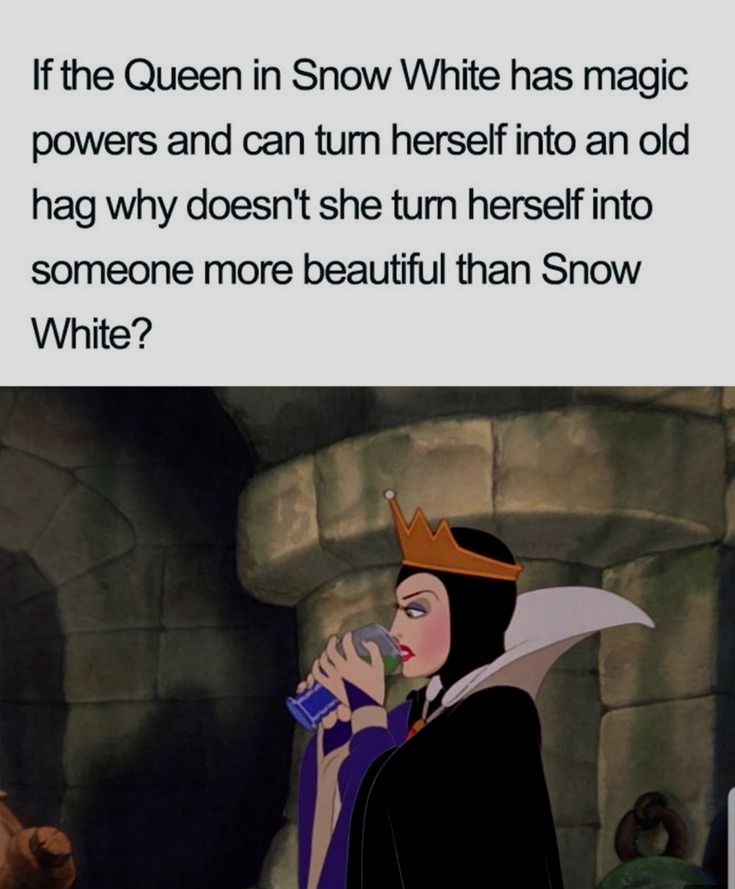 If the Queen in Snow White has magic
powers and can turn herself into an old
hag why doesn't she turn herself into
someone more beautiful than Snow
White?